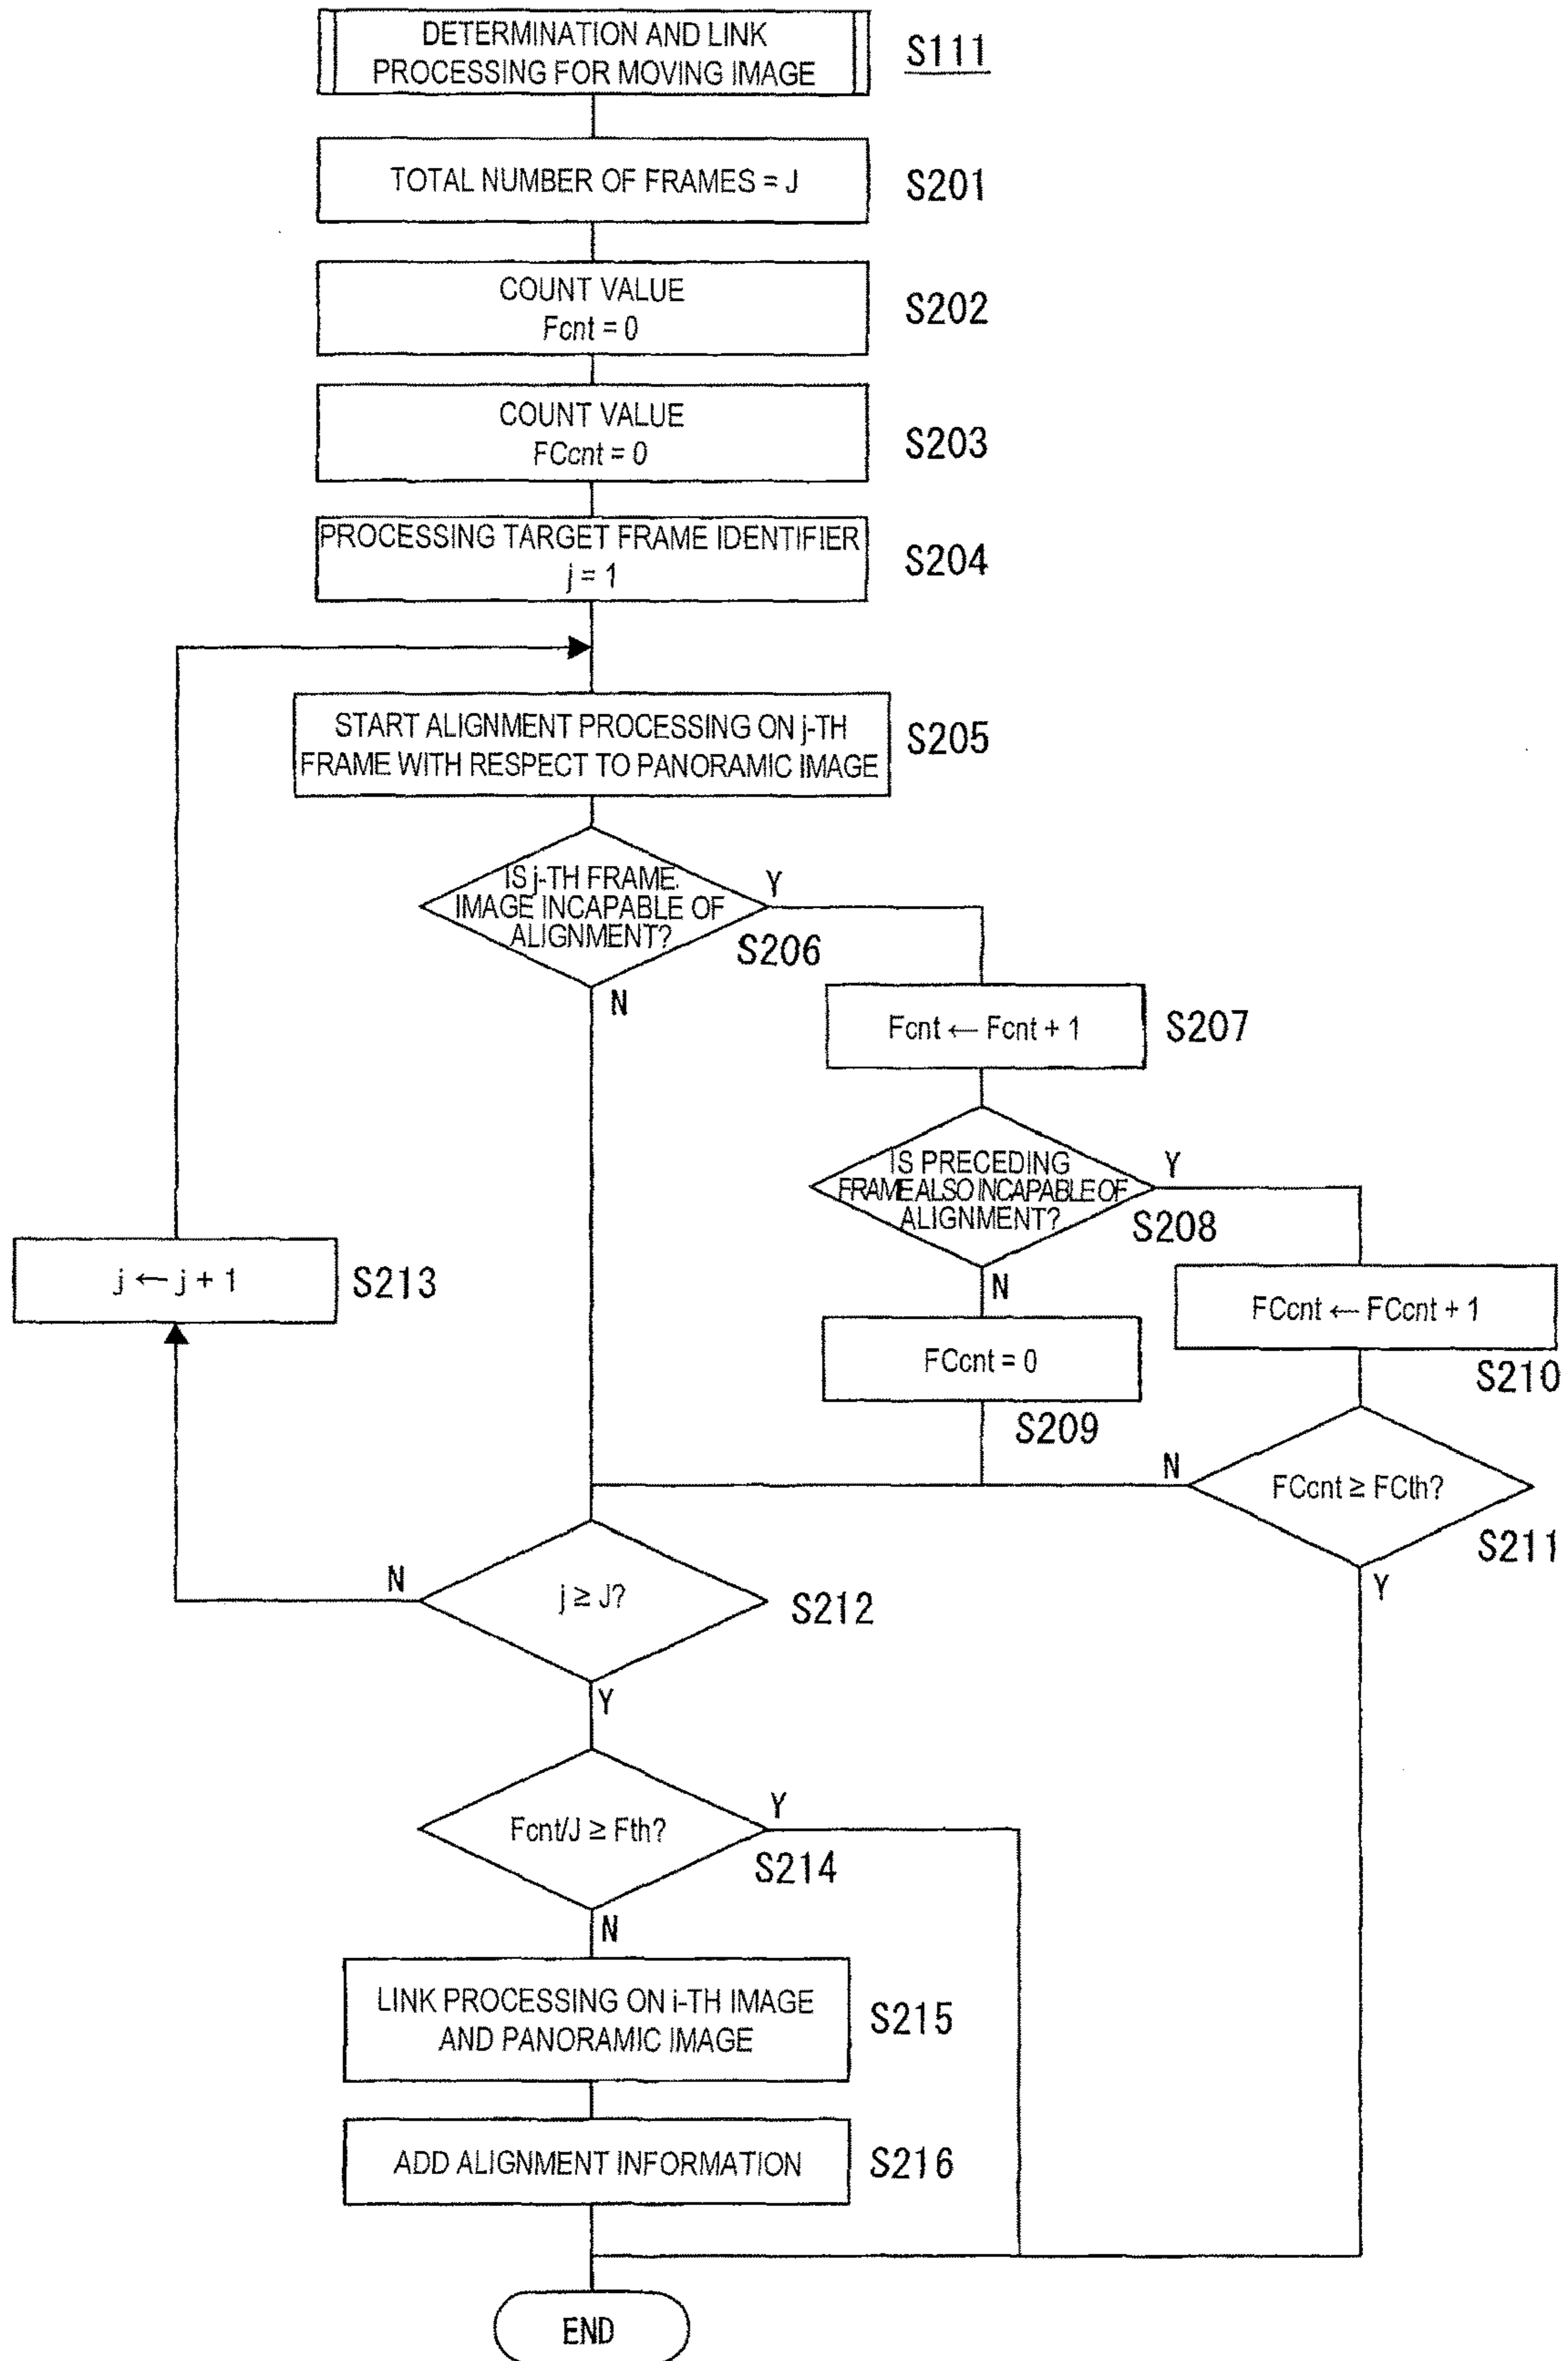 DETERMINATION AND LINK
PROCESSING FOR MOVING IMAGE
S111
TOTAL NUMBER OF FRAMES = J
S201
COUNT VALUE
Fcnt = 0
S202
COUNT VALUE
FCcnt = 0
S203
PROCESSING TARGET FRAME IDENTIFIER
j = 1
S204
START ALIGNMENT PROCESSING ON j-TH
FRAME WITH RESPECT TO PANORAMIC IMAGE
S205
IS j-TH FRAME
IMAGE INCAPABLE OF
ALIGNMENT?
Y
S206
N
Fcnt ← Fcnt + 1
S207
IS PRECEDING
FRAME ALSO INCAPABLE OF
ALIGNMENT?
Y
S208
N
j ← j + 1
S213
FCcnt ← FCcnt + 1
S210
FCcnt = 0
S209
N
FCcnt ≥ FCth?
S211
Y
N
j ≥ J?
S212
Y
Fcnt/J ≥ Fth?
Y
S214
N
LINK PROCESSING ON i-TH IMAGE
AND PANORAMIC IMAGE
S215
ADD ALIGNMENT INFORMATION
S216
END